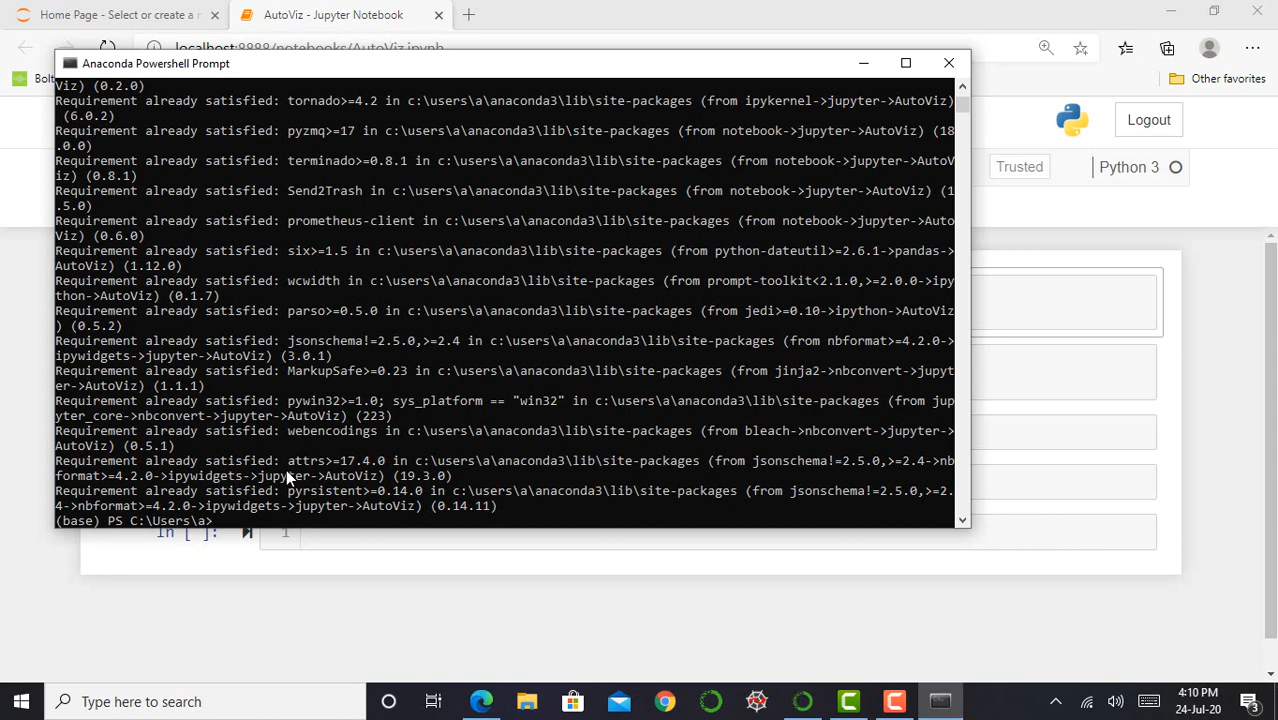 Home Page - Select or create a n
AutoViz - Jupyter Notebook
localhost:8888/notebooks/AutoViz.ipynb
Bolt
Other favorites
Anaconda Powershell Prompt
Logout
Trusted
Python 3
Viz) (0.2.0)
Requirement already satisfied: tornado>=4.2 in c:\users\a\anaconda3\lib\site-packages (from ipykernel->jupyter->AutoViz)
(6.0.2)
Requirement already satisfied: pyzmq>=17 in c:\users\a\anaconda3\lib\site-packages (from notebook->jupyter->AutoViz) (18
.0.0)
Requirement already satisfied: terminado>=0.8.1 in c:\users\a\anaconda3\lib\site-packages (from notebook->jupyter->AutoV
iz) (0.8.1)
Requirement already satisfied: Send2Trash in c:\users\a\anaconda3\lib\site-packages (from notebook->jupyter->AutoViz) (1
.5.0)
Requirement already satisfied: prometheus-client in c:\users\a\anaconda3\lib\site-packages (from notebook->jupyter->Auto
Viz) (0.6.0)
Requirement already satisfied: six>=1.5 in c:\users\a\anaconda3\lib\site-packages (from python-dateutil>=2.6.1->pandas->
AutoViz) (1.12.0)
Requirement already satisfied: wcwidth in c:\users\a\anaconda3\lib\site-packages (from prompt-toolkit<2.1.0,>=2.0.0->ipy
thon->AutoViz) (0.1.7)
Requirement already satisfied: parso>=0.5.0 in c:\users\a\anaconda3\lib\site-packages (from jedi>=0.10->ipython->AutoViz
) (0.5.2)
Requirement already satisfied: jsonschema!=2.5.0,>=2.4 in c:\users\a\anaconda3\lib\site-packages (from nbformat>=4.2.0->
ipywidgets->jupyter->AutoViz) (3.0.1)
Requirement already satisfied: MarkupSafe>=0.23 in c:\users\a\anaconda3\lib\site-packages (from jinja2->nbconvert->jupyt
er->AutoViz) (1.1.1)
Requirement already satisfied: pywin32>=1.0; sys_platform == "win32" in c:\users\a\anaconda3\lib\site-packages (from jup
yter_core->nbconvert->jupyter->AutoViz) (223)
Requirement already satisfied: webencodings in c:\users\a\anaconda3\lib\site-packages (from bleach->nbconvert->jupyter->
AutoViz) (0.5.1)
Requirement already satisfied: attrs>=17.4.0 in c:\users\a\anaconda3\lib\site-packages (from jsonschema!=2.5.0,>=2.4->nb
format>=4.2.0->ipywidgets->jupyter->AutoViz) (19.3.0)
Requirement already satisfied: pyrsistent>=0.14.0 in c:\users\a\anaconda3\lib\site-packages (from jsonschema!=2.5.0,>=2.
4->nbformat>=4.2.0->ipywidgets->jupyter->AutoViz) (0.14.11)
(base) PS C:\Users\a>
In [ ]: 1
Type here to search
4:10 PM
24-Jul-20
3